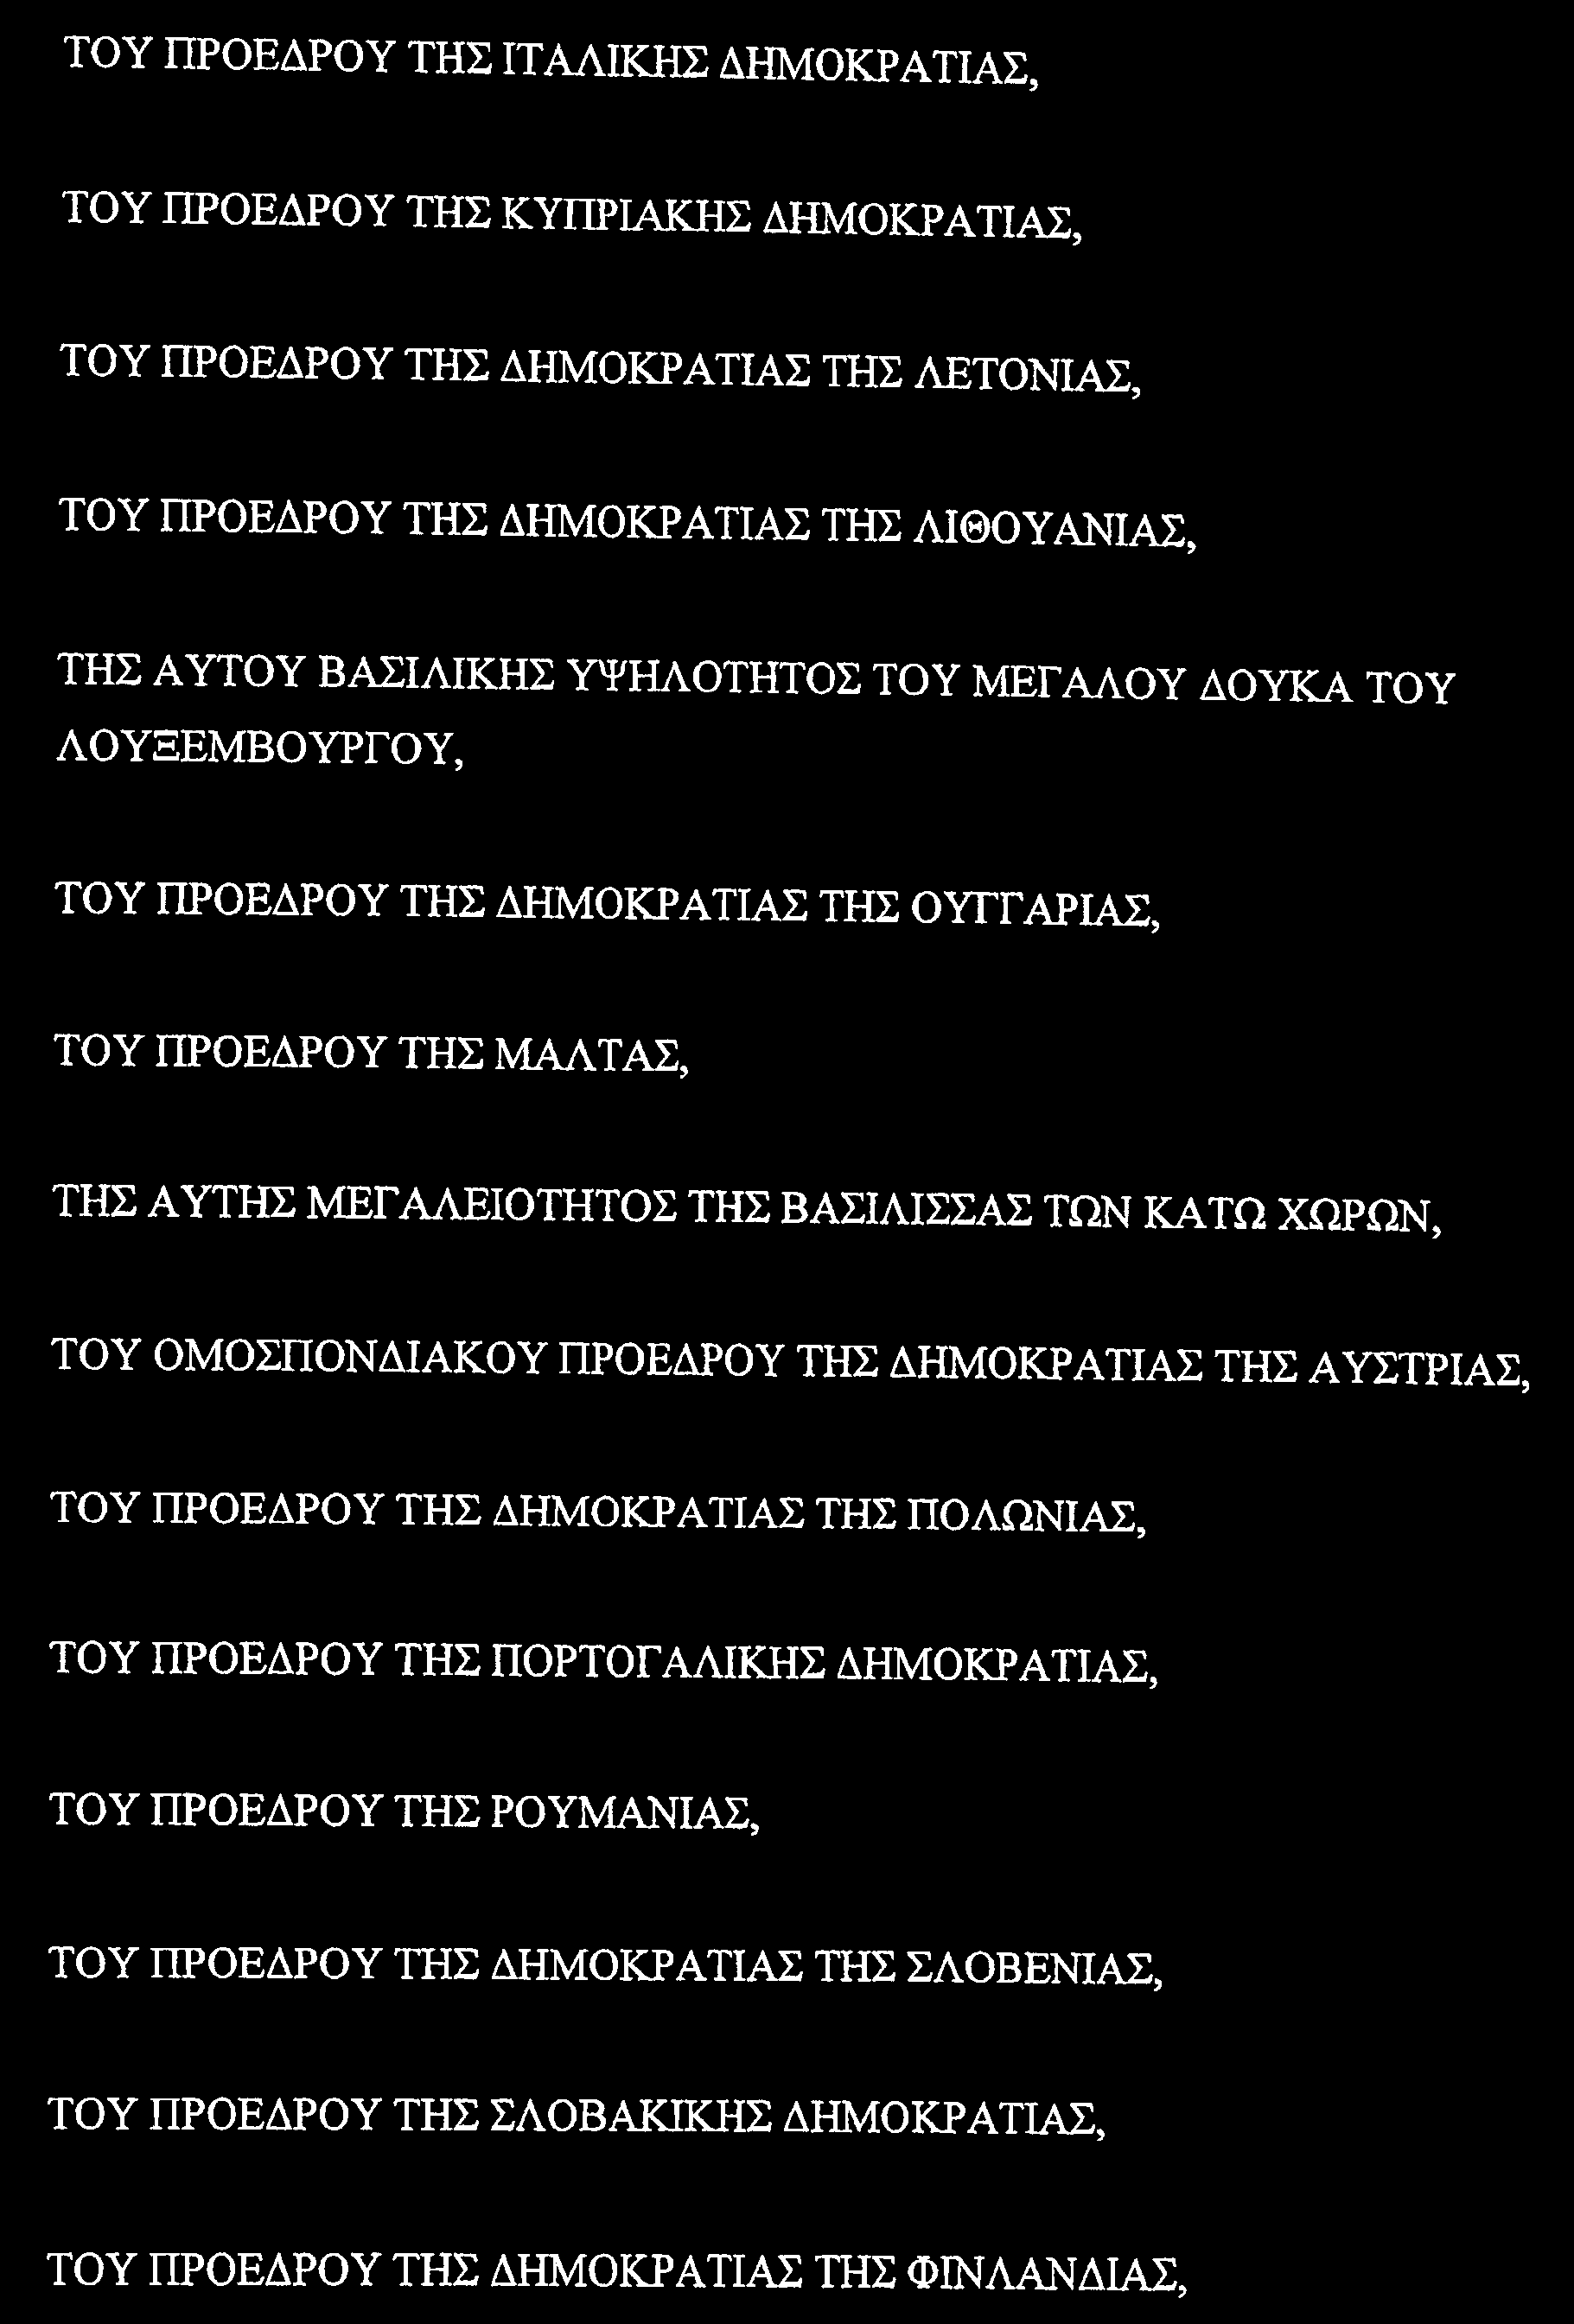 ΤΟΥ ΠΡΟΕΔΡΟΥ ΤΗΣ ΙΤΑΛΙΚΗΣ ΔΗΜΟΚΡΑΤΙΑΣ,
ΤΟΥ ΠΡΟΕΔΡΟΥ ΤΗΣ ΚΥΠΡΙΑΚΗΣ ΔΗΜΟΚΡΑΤΙΑΣ,
ΤΟΥ ΠΡΟΕΔΡΟΥ ΤΗΣ ΔΗΜΟΚΡΑΤΙΑΣ ΤΗΣ ΛΕΤΟΝΙΑΣ,
ΤΟΥ ΠΡΟΕΔΡΟΥ ΤΗΣ ΔΗΜΟΚΡΑΤΙΑΣ ΤΗΣ ΛΙΘΟΥΑΝΙΑΣ,
ΤΗΣ ΑΥΤΟΥ ΒΑΣΙΛΙΚΗΣ ΥΨΗΛΟΤΗΤΟΣ ΤΟΥ ΜΕΓΑΛΟΥ ΔΟΥΚΑ ΤΟΥ
ΛΟΥΞΕΜΒΟΥΡΓΟΥ,
ΤΟΥ ΠΡΟΕΔΡΟΥ ΤΗΣ ΔΗΜΟΚΡΑΤΙΑΣ ΤΗΣ ΟΥΓΓΑΡΙΑΣ,
ΤΟΥ ΠΡΟΕΔΡΟΥ ΤΗΣ ΜΑΛΤΑΣ,
ΤΗΣ ΑΥΤΗΣ ΜΕΓΑΛΕΙΟΤΗΤΟΣ ΤΗΣ ΒΑΣΙΛΙΣΣΑΣ ΤΩΝ ΚΑΤΩ ΧΩΡΩΝ,
ΤΟΥ ΟΜΟΣΠΟΝΔΙΑΚΟΥ ΠΡΟΕΔΡΟΥ ΤΗΣ ΔΗΜΟΚΡΑΤΙΑΣ ΤΗΣ ΑΥΣΤΡΙΑΣ,
ΤΟΥ ΠΡΟΕΔΡΟΥ ΤΗΣ ΔΗΜΟΚΡΑΤΙΑΣ ΤΗΣ ΠΟΛΩΝΙΑΣ,
ΤΟΥ ΠΡΟΕΔΡΟΥ ΤΗΣ ΠΟΡΤΟΓΑΛΙΚΗΣ ΔΗΜΟΚΡΑΤΙΑΣ,
ΤΟΥ ΠΡΟΕΔΡΟΥ ΤΗΣ ΡΟΥΜΑΝΙΑΣ,
ΤΟΥ ΠΡΟΕΔΡΟΥ ΤΗΣ ΔΗΜΟΚΡΑΤΙΑΣ ΤΗΣ ΣΛΟΒΕΝΙΑΣ,
ΤΟΥ ΠΡΟΕΔΡΟΥ ΤΗΣ ΣΛΟΒΑΚΙΚΗΣ ΔΗΜΟΚΡΑΤΙΑΣ,
ΤΟΥ ΠΡΟΕΔΡΟΥ ΤΗΣ ΔΗΜΟΚΡΑΤΙΑΣ ΤΗΣ ΦΙΝΛΑΝΔΙΑΣ,